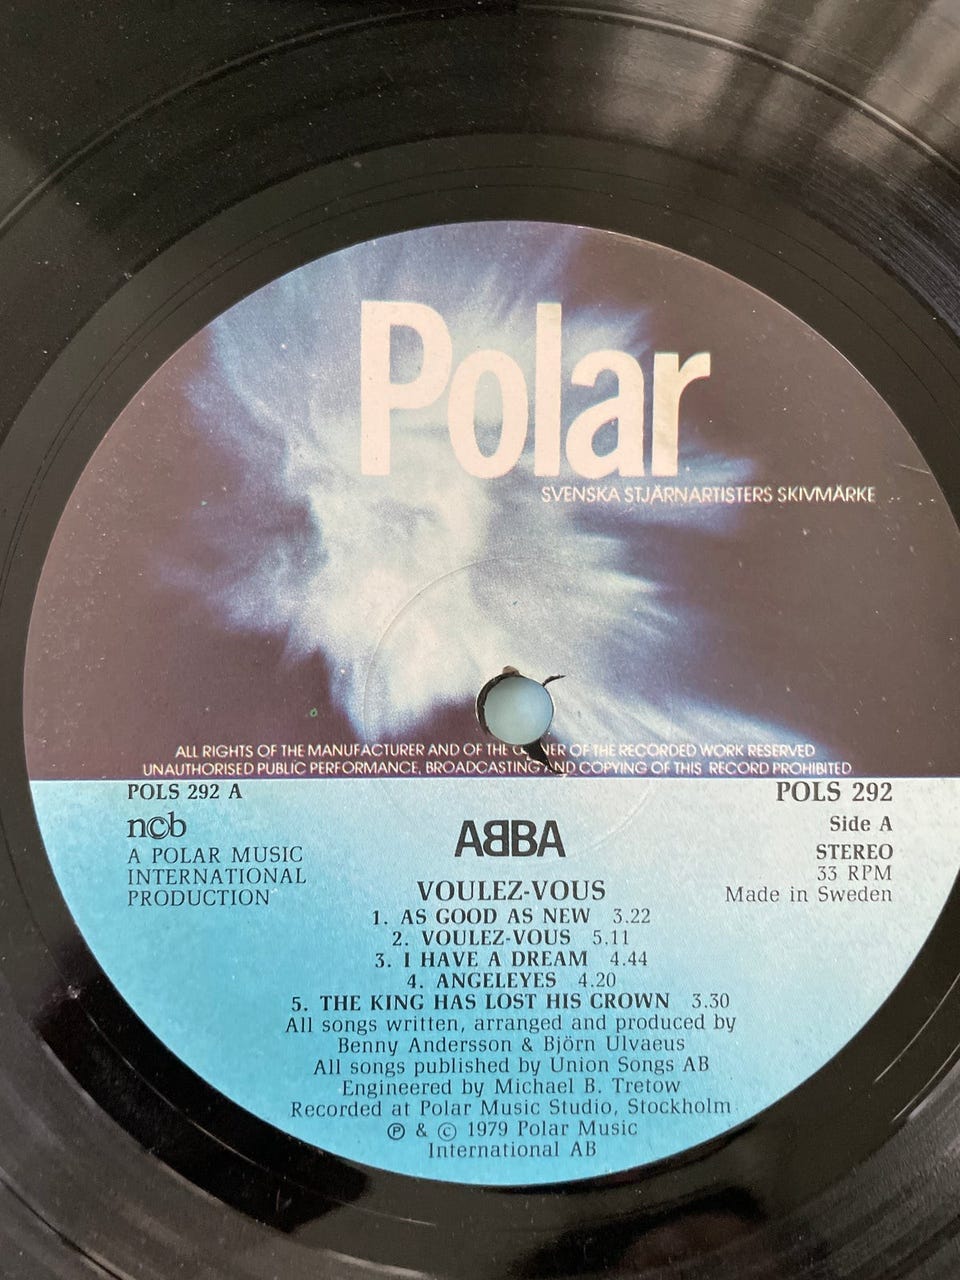 Polar
SVENSKA STJÄRNARTISTERS SKIVMÄRKE
ALL RIGHTS OF THE MANUFACTURER AND OF THE OWNER OF THE RECORDED WORK RESERVED
UNAUTHORISED PUBLIC PERFORMANCE, BROADCASTING AND COPYING OF THIS RECORD PROHIBITED
POLS 292 A
ncb
A POLAR MUSIC
INTERNATIONAL
PRODUCTION
POLS 292
Side A
STEREO
33 RPM
Made in Sweden
ABBA
VOULEZ-VOUS
1. AS GOOD AS NEW 3.22
2. VOULEZ-VOUS 5.11
3. I HAVE A DREAM 4.44
4. ANGELEYES 4.20
5. THE KING HAS LOST HIS CROWN 3.30
All songs written, arranged and produced by
Benny Andersson & Björn Ulvaeus
All songs published by Union Songs AB
Engineered by Michael B. Tretow
Recorded at Polar Music Studio, Stockholm
℗ & © 1979 Polar Music
International AB